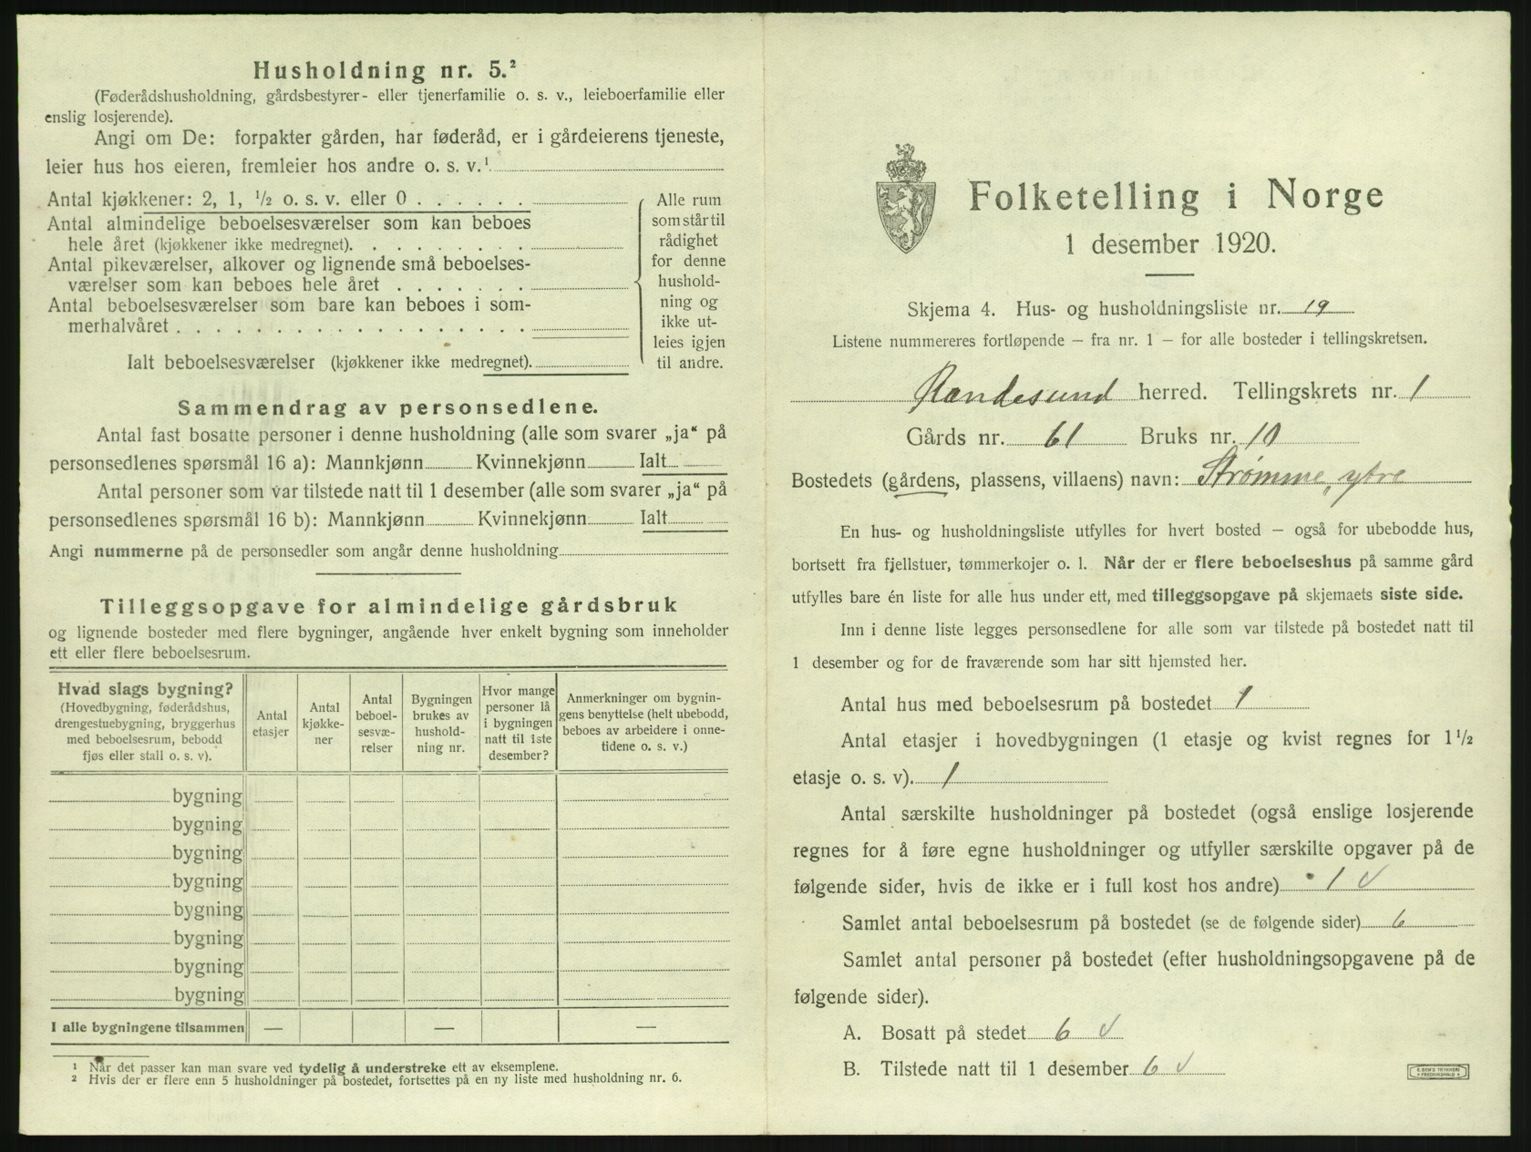 Husholdning nr. 5.²
(Føderådshusholdning, gårdsbestyrer- eller tjenerfamilie o. s. v., leieboerfamilie eller
enslig losjerende).
Angi om De: forpakter gården, har føderåd, er i gårdeierens tjeneste,
leier hus hos eieren, fremleier hos andre o. s. v.¹
Antal kjøkkener: 2, 1, ½ o. s. v. eller 0 . . . . . .
Antal almindelige beboelsesværelser som kan beboes
hele året (kjøkkener ikke medregnet). . . . . . . . .
Antal pikeværelser, alkover og lignende små beboelses-
værelser som kan beboes hele året . . . . . . .
Antal beboelsesværelser som bare kan beboes i som-
merhalvåret . . . . . . . . . . . . . . . . . .
Ialt beboelsesværelser (kjøkkener ikke medregnet).
Alle rum
som står til
rådighet
for denne
hushold-
ning og
ikke ut-
leies igjen
til andre.
Sammendrag av personsedlene.
Antal fast bosatte personer i denne husholdning (alle som svarer „ja“ på
personsedlenes spørsmål 16 a): Mannkjønn Kvinnekjønn Ialt
Antal personer som var tilstede natt til 1 desember (alle som svarer „ja“ på
personsedlenes spørsmål 16 b): Mannkjønn Kvinnekjønn Ialt
Angi nummerne på de personsedler som angår denne husholdning
Tilleggsopgave for almindelige gårdsbruk
og lignende bosteder med flere bygninger, angående hver enkelt bygning som inneholder
ett eller flere beboelsesrum.
Hvad slags bygning?
(Hovedbygning, føderådshus,
drengestuebygning, bryggerhus
med beboelsesrum, bebodd
fjøs eller stall o. s. v).
Antal
etasjer
Antal
kjøkke-
ner
Antal
beboel-
sesvæ-
relser
Bygningen
brukes av
hushold-
ning nr.
Hvor mange
personer lå
i bygningen
natt til 1ste
desember?
Anmerkninger om bygnin-
gens benyttelse (helt ubebodd,
beboes av arbeidere i onne-
tidene o. s. v.)
bygning
bygning
bygning
bygning
bygning
bygning
bygning
bygning
I alle bygningene tilsammen — — —
¹ Når det passer kan man svare ved tydelig å understreke ett av eksemplene.
² Hvis der er flere enn 5 husholdninger på bostedet, fortsettes på en ny liste med husholdning nr. 6.
Folketelling i Norge
1 desember 1920.
Skjema 4. Hus- og husholdningsliste nr. 19
Listene nummereres fortløpende — fra nr. 1 — for alle bosteder i tellingskretsen.
Randesund herred. Tellingskrets nr. 1
Gårds nr. 61 Bruks nr. 10
Bostedets (gårdens, plassens, villaens) navn: Strømme, ytre
En hus- og husholdningsliste utfylles for hvert bosted — også for ubebodde hus,
bortsett fra fjellstuer, tømmerkojer o. l. Når der er flere beboelseshus på samme gård
utfylles bare én liste for alle hus under ett, med tilleggsopgave på skjemaets siste side.
Inn i denne liste legges personsedlene for alle som var tilstede på bostedet natt til
1 desember og for de fraværende som har sitt hjemsted her.
Antal hus med beboelsesrum på bostedet 1
Antal etasjer i hovedbygningen (1 etasje og kvist regnes for 1½
etasje o. s. v). 1
Antal særskilte husholdninger på bostedet (også enslige losjerende
regnes for å føre egne husholdninger og utfyller særskilte opgaver på de
følgende sider, hvis de ikke er i full kost hos andre) 1 ✓
Samlet antal beboelsesrum på bostedet (se de følgende sider) 6
Samlet antal personer på bostedet (efter husholdningsopgavene på de
følgende sider).
A. Bosatt på stedet 6 ✓
B. Tilstede natt til 1 desember 6 ✓